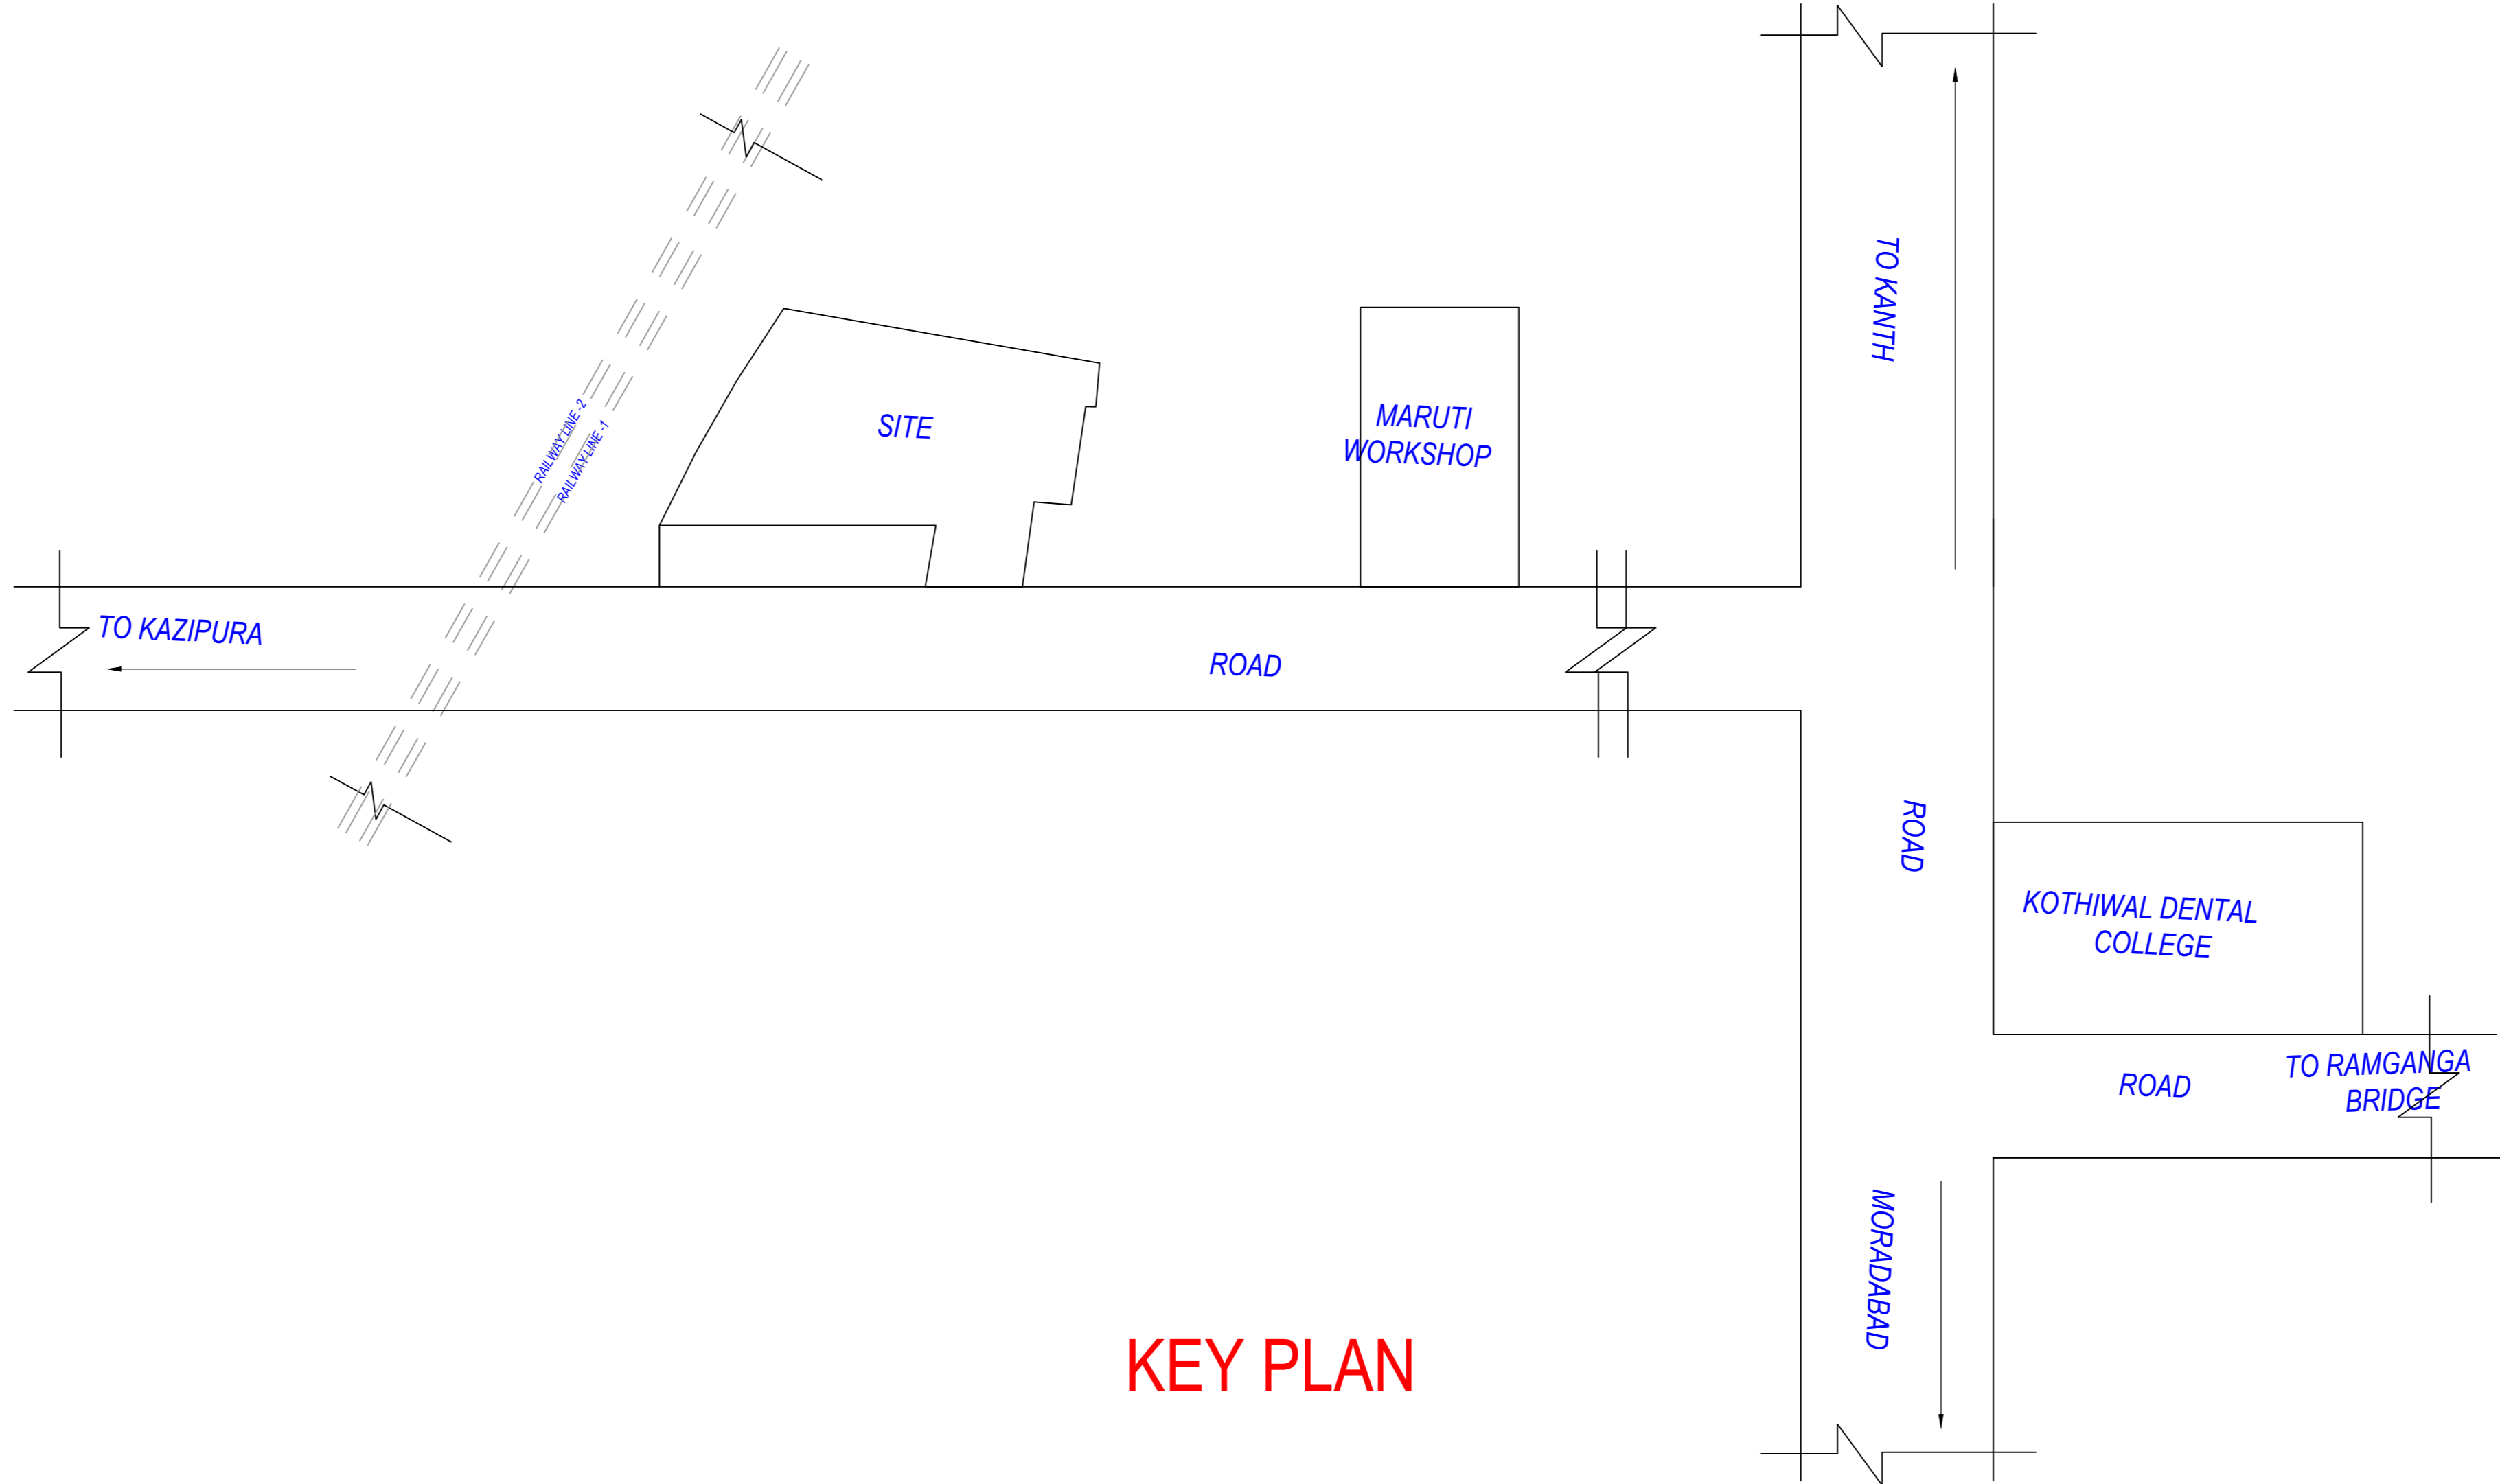 TO KANTH
RAILWAY LINE -2
RAILWAY LINE -1
SITE
MARUTI
WORKSHOP
TO KAZIPURA
ROAD
ROAD
KOTHIWAL DENTAL
COLLEGE
ROAD
TO RAMGANGA
BRIDGE
MORADABAD
KEY PLAN